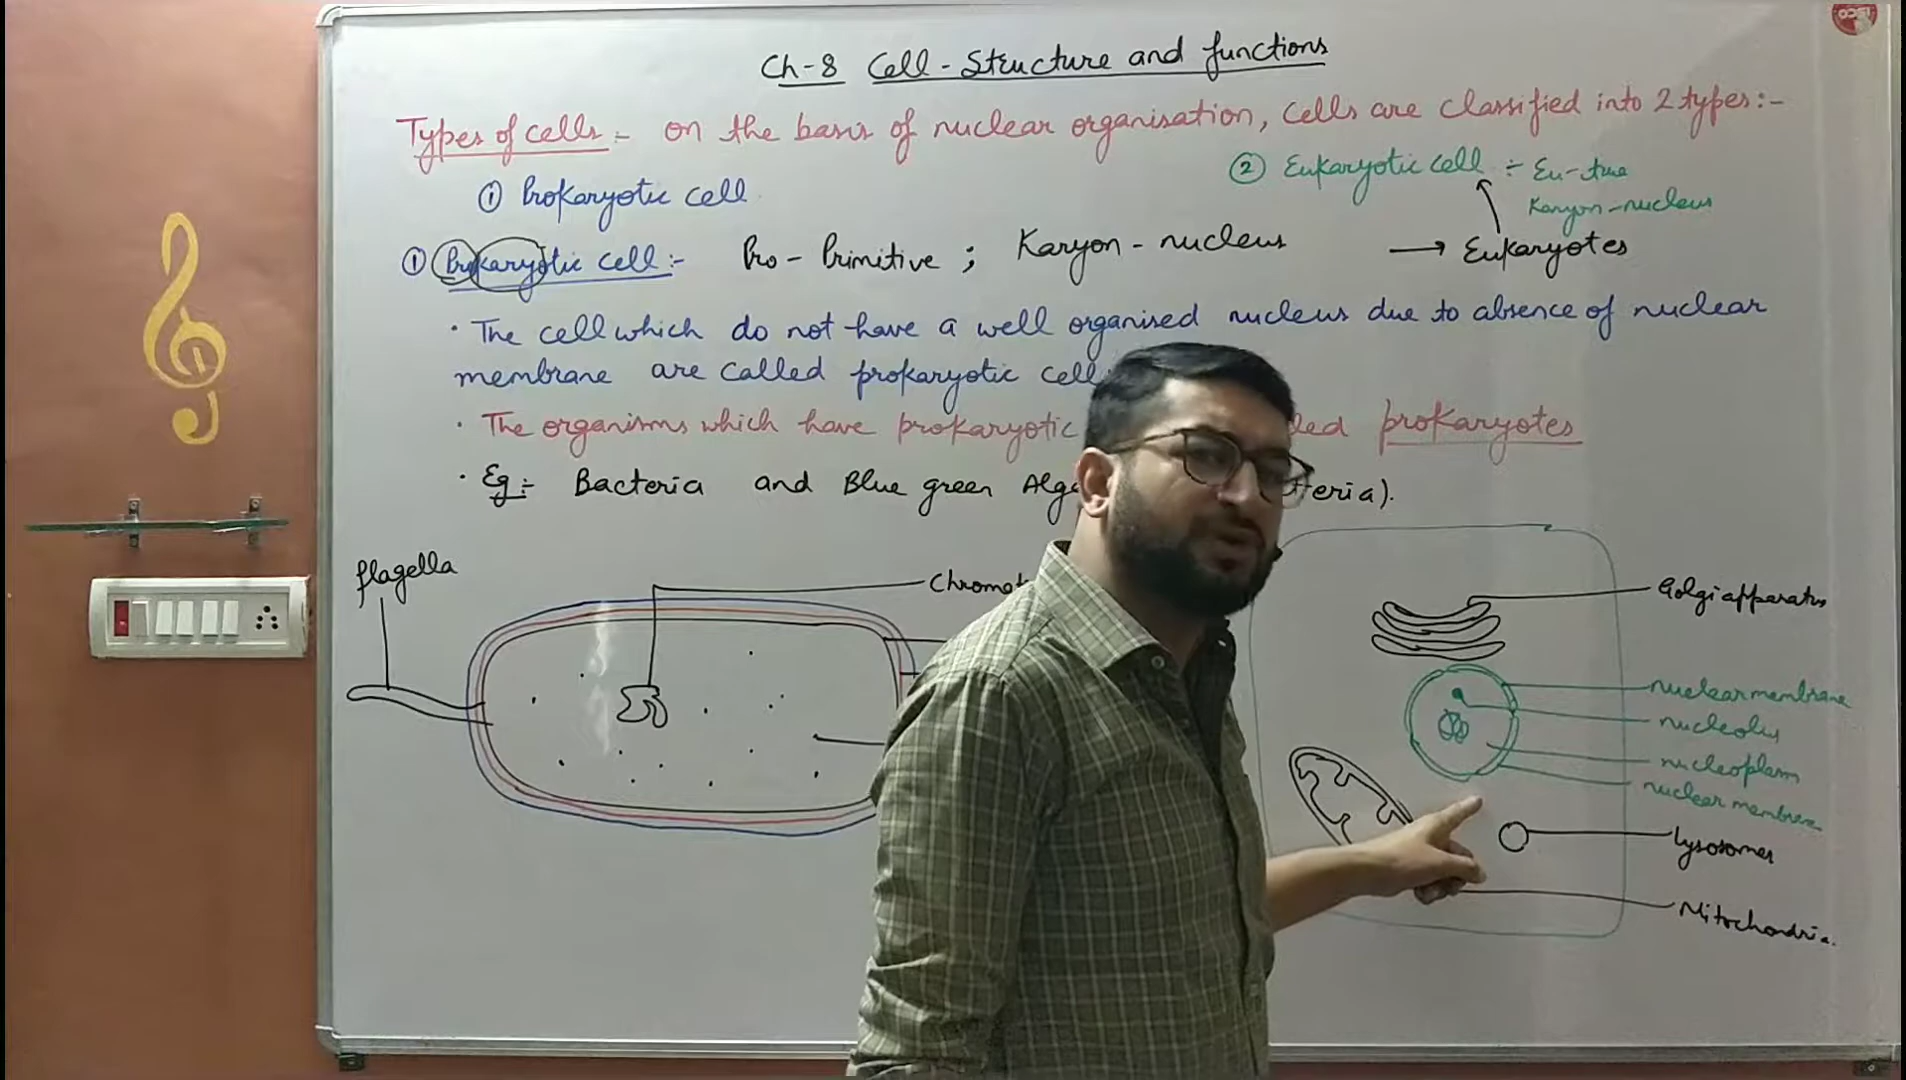 Ch-8 Cell - Structure and functions
Types of cells :- on the basis of nuclear organisation, Cells are classified into 2 types :-
① Prokaryotic cell
② Eukaryotic cell :- Eu-true
Karyon-nucleus
① Prokaryotic cell :- Pro - Primitive ; Karyon - nucleus → Eukaryotes
· The cell which do not have a well organised nucleus due to absence of nuclear
membrane are called prokaryotic cell
· The organisms which have prokaryotic led prokaryotes
· Eg :- Bacteria and Blue green Alga teria).
flagella
Chromat
Golgi apparatus
nuclear membrane
nucleolus
nucleoplasm
nuclear membrane
Lysosomes
Mitochondria